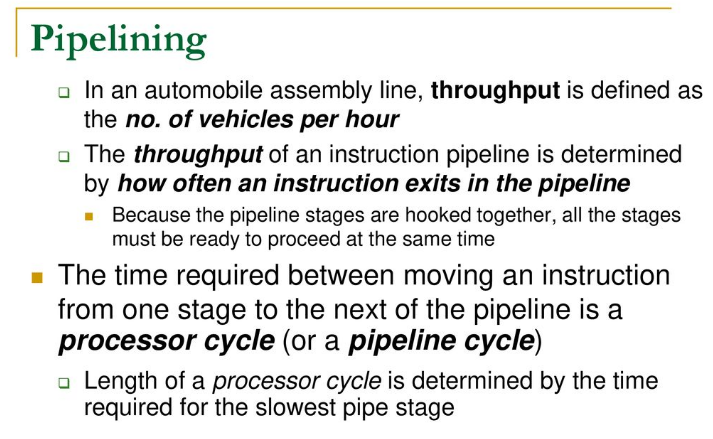 Pipelining
In an automobile assembly line, throughput is defined as
the no. of vehicles per hour
The throughput of an instruction pipeline is determined
by how often an instruction exits in the pipeline
Because the pipeline stages are hooked together, all the stages
must be ready to proceed at the same time
The time required between moving an instruction
from one stage to the next of the pipeline is a
processor cycle (or a pipeline cycle)
Length of a processor cycle is determined by the time
required for the slowest pipe stage